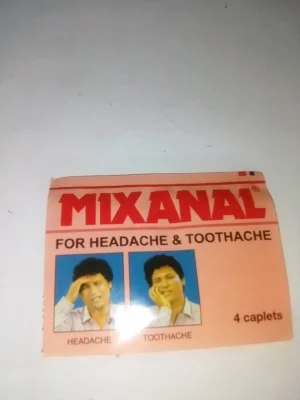 MIXANAL®
FOR HEADACHE & TOOTHACHE
4 caplets
HEADACHE
TOOTHACHE